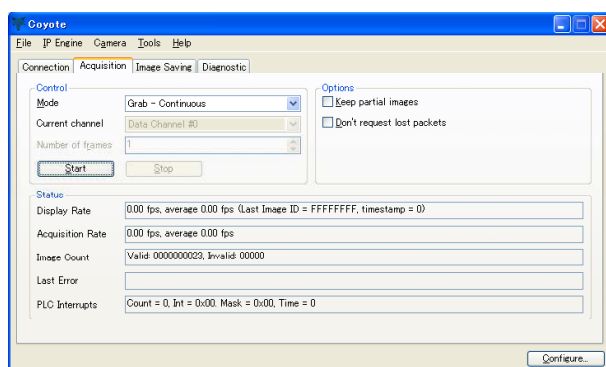 Coyote
File IP Engine Camera Tools Help
Connection Acquisition Image Saving Diagnostic
Control
Mode Grab - Continuous
Current channel Data Channel #0
Number of frames 1
Start Stop
Options
Keep partial images
Don't request lost packets
Status
Display Rate 0.00 fps, average 0.00 fps (Last Image ID = FFFFFFFF, timestamp = 0)
Acquisition Rate 0.00 fps, average 0.00 fps
Image Count Valid: 0000000023, Invalid: 00000
Last Error
PLC Interrupts Count = 0, Int = 0x00. Mask = 0x00, Time = 0
Configure...